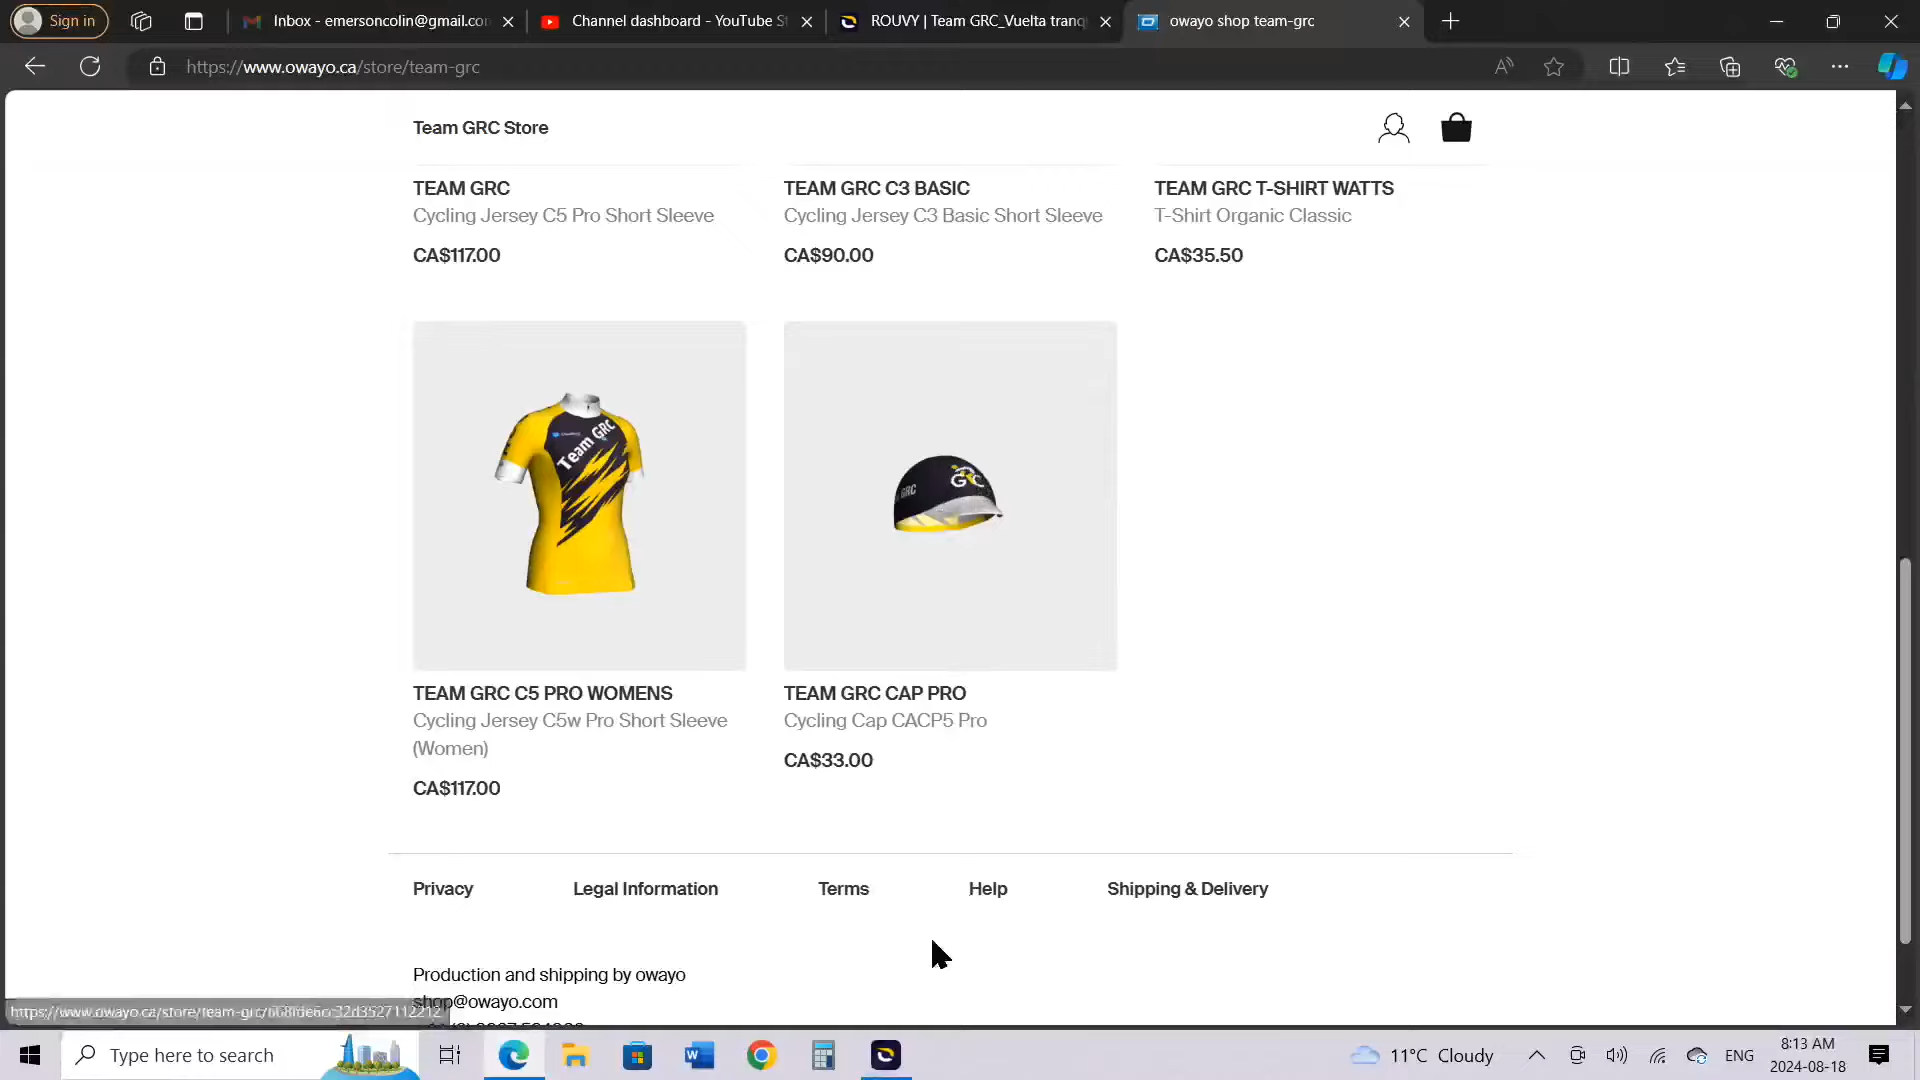 Sign in
Inbox - emersoncolin@gmail.co
Channel dashboard - YouTube S
ROUVY | Team GRC_Vuelta tranq
owayo shop team-grc
https://www.owayo.ca/store/team-grc
Team GRC Store
TEAM GRC
Cycling Jersey C5 Pro Short Sleeve
CA$117.00
TEAM GRC C3 BASIC
Cycling Jersey C3 Basic Short Sleeve
CA$90.00
TEAM GRC T-SHIRT WATTS
T-Shirt Organic Classic
CA$35.50
Team GRC
GRC
GRC
TEAM GRC C5 PRO WOMENS
Cycling Jersey C5w Pro Short Sleeve
(Women)
CA$117.00
TEAM GRC CAP PRO
Cycling Cap CACP5 Pro
CA$33.00
Privacy
Legal Information
Terms
Help
Shipping & Delivery
Production and shipping by owayo
shop@owayo.com
Type here to search
11°C Cloudy
ENG
8:13 AM
2024-08-18